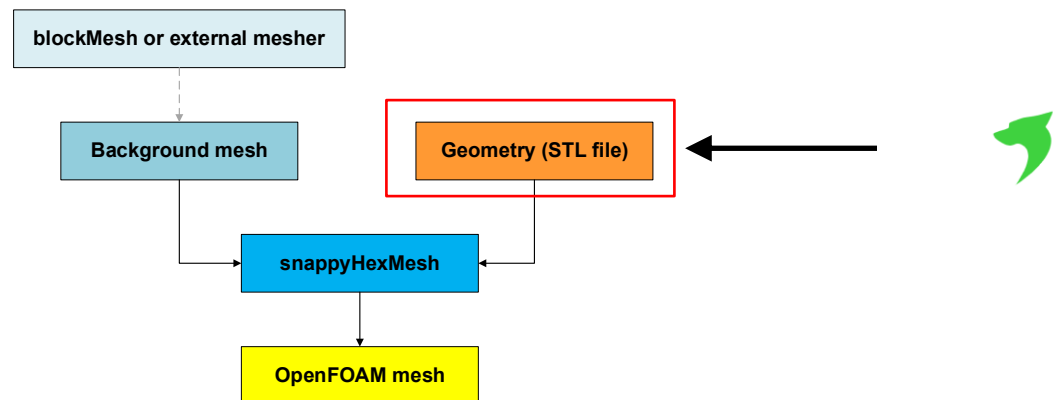 blockMesh or external mesher
Background mesh
Geometry (STL file)
snappyHexMesh
OpenFOAM mesh